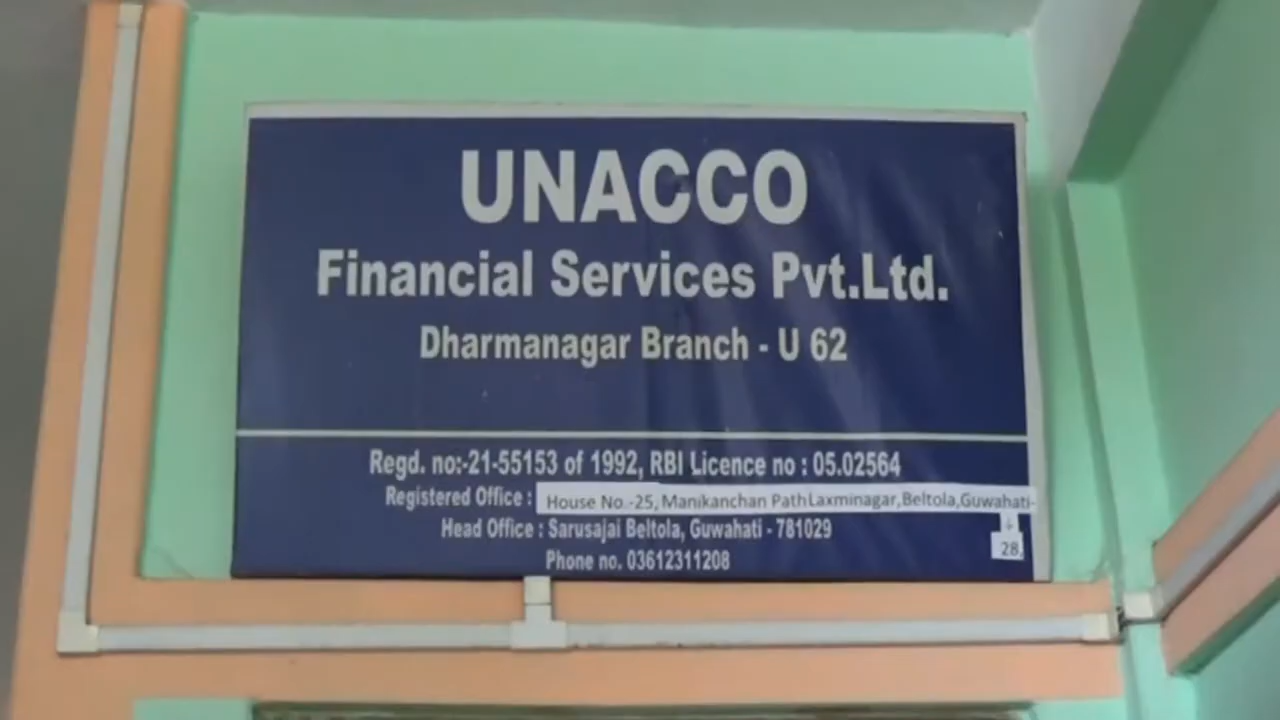 UNACCO
Financial Services Pvt.Ltd.
Dharmanagar Branch - U 62
Regd. no:-21-55153 of 1992, RBI Licence no : 05.02564
Registered Office : House No.-25, Manikanchan Path Laxminagar,Beltola,Guwahati-
28.
Head Office : Sarusajai Beltola, Guwahati - 781029
Phone no. 03612311208